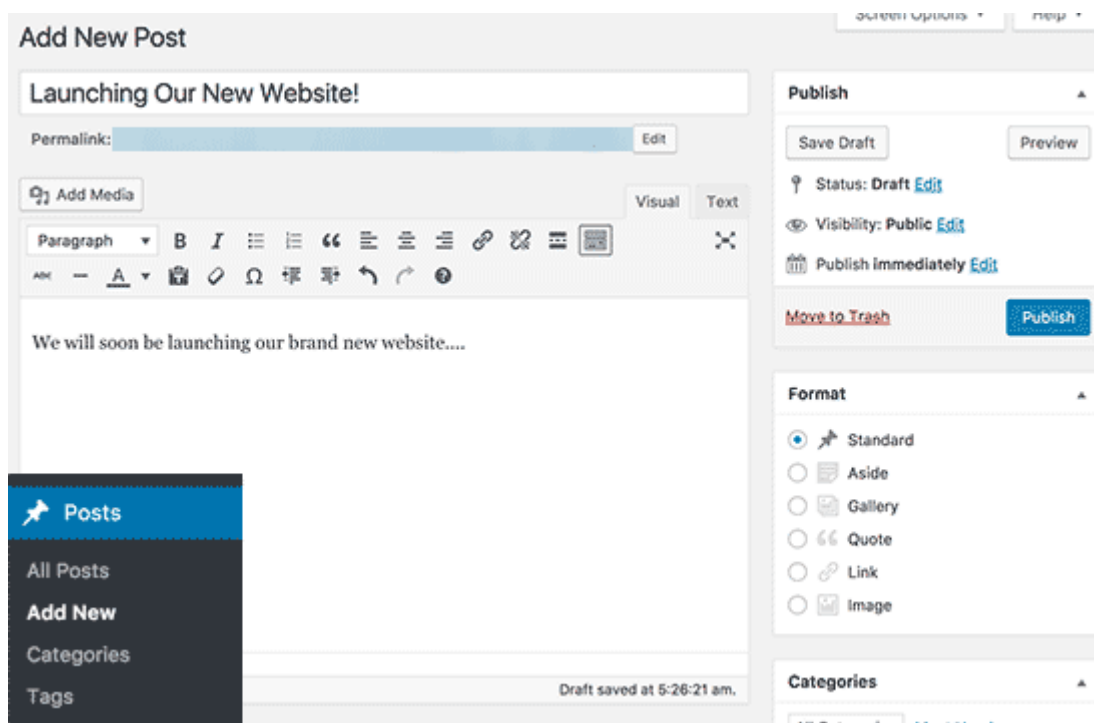 Screen Options Help
Add New Post
Launching Our New Website!
Permalink: Edit
Add Media
Visual Text
Paragraph B I
ABC A Ω
We will soon be launching our brand new website....
Draft saved at 5:26:21 am.
Posts
All Posts
Add New
Categories
Tags
Publish
Save Draft Preview
Status: Draft Edit
Visibility: Public Edit
Publish immediately Edit
Move to Trash Publish
Format
Standard
Aside
Gallery
Quote
Link
Image
Categories